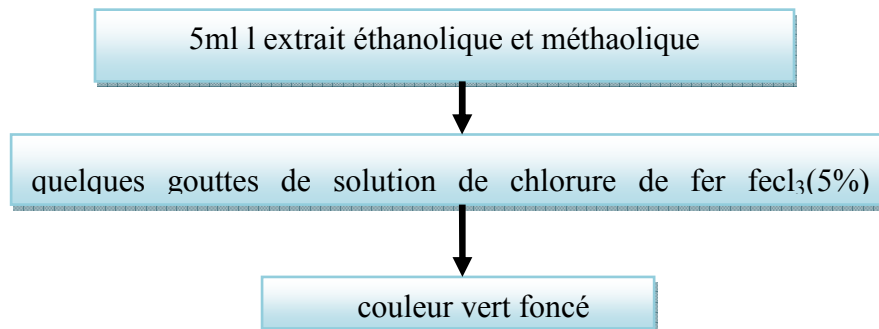 5ml l extrait éthanolique et méthaolique
quelques gouttes de solution de chlorure de fer fecl₃(5%)
couleur vert foncé